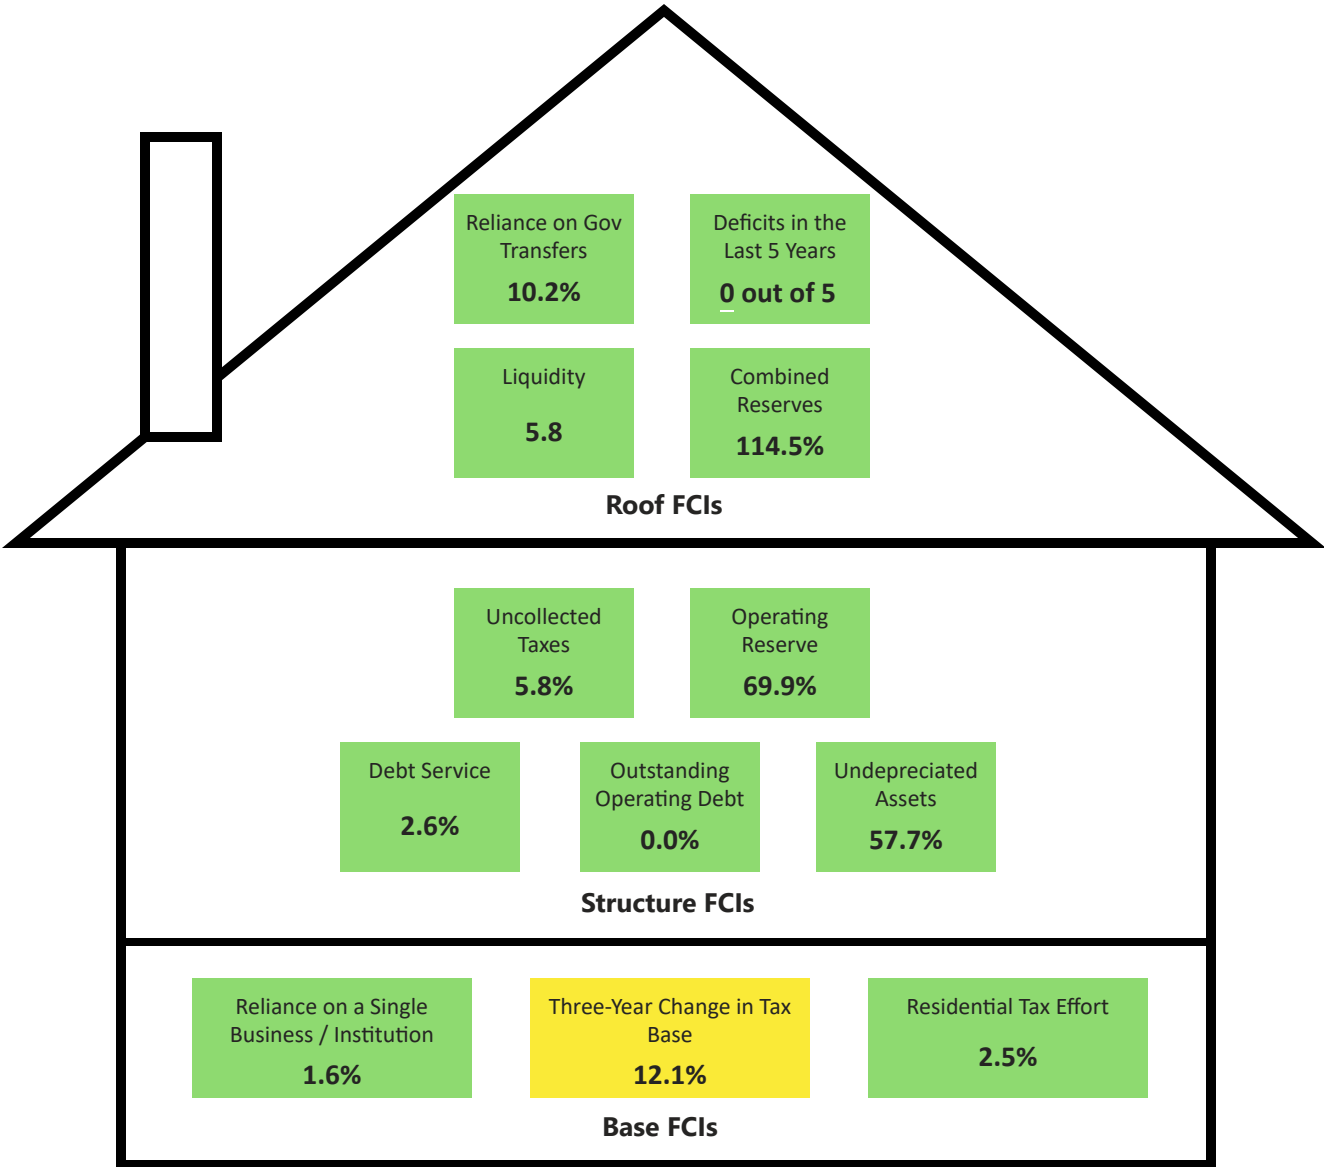 Reliance on Gov
Transfers
10.2%
Deficits in the
Last 5 Years
0 out of 5
Liquidity
5.8
Combined
Reserves
114.5%
Roof FCIs
Uncollected
Taxes
5.8%
Operating
Reserve
69.9%
Debt Service
2.6%
Outstanding
Operating Debt
0.0%
Undepreciated
Assets
57.7%
Structure FCIs
Reliance on a Single
Business / Institution
1.6%
Three-Year Change in Tax
Base
12.1%
Residential Tax Effort
2.5%
Base FCIs